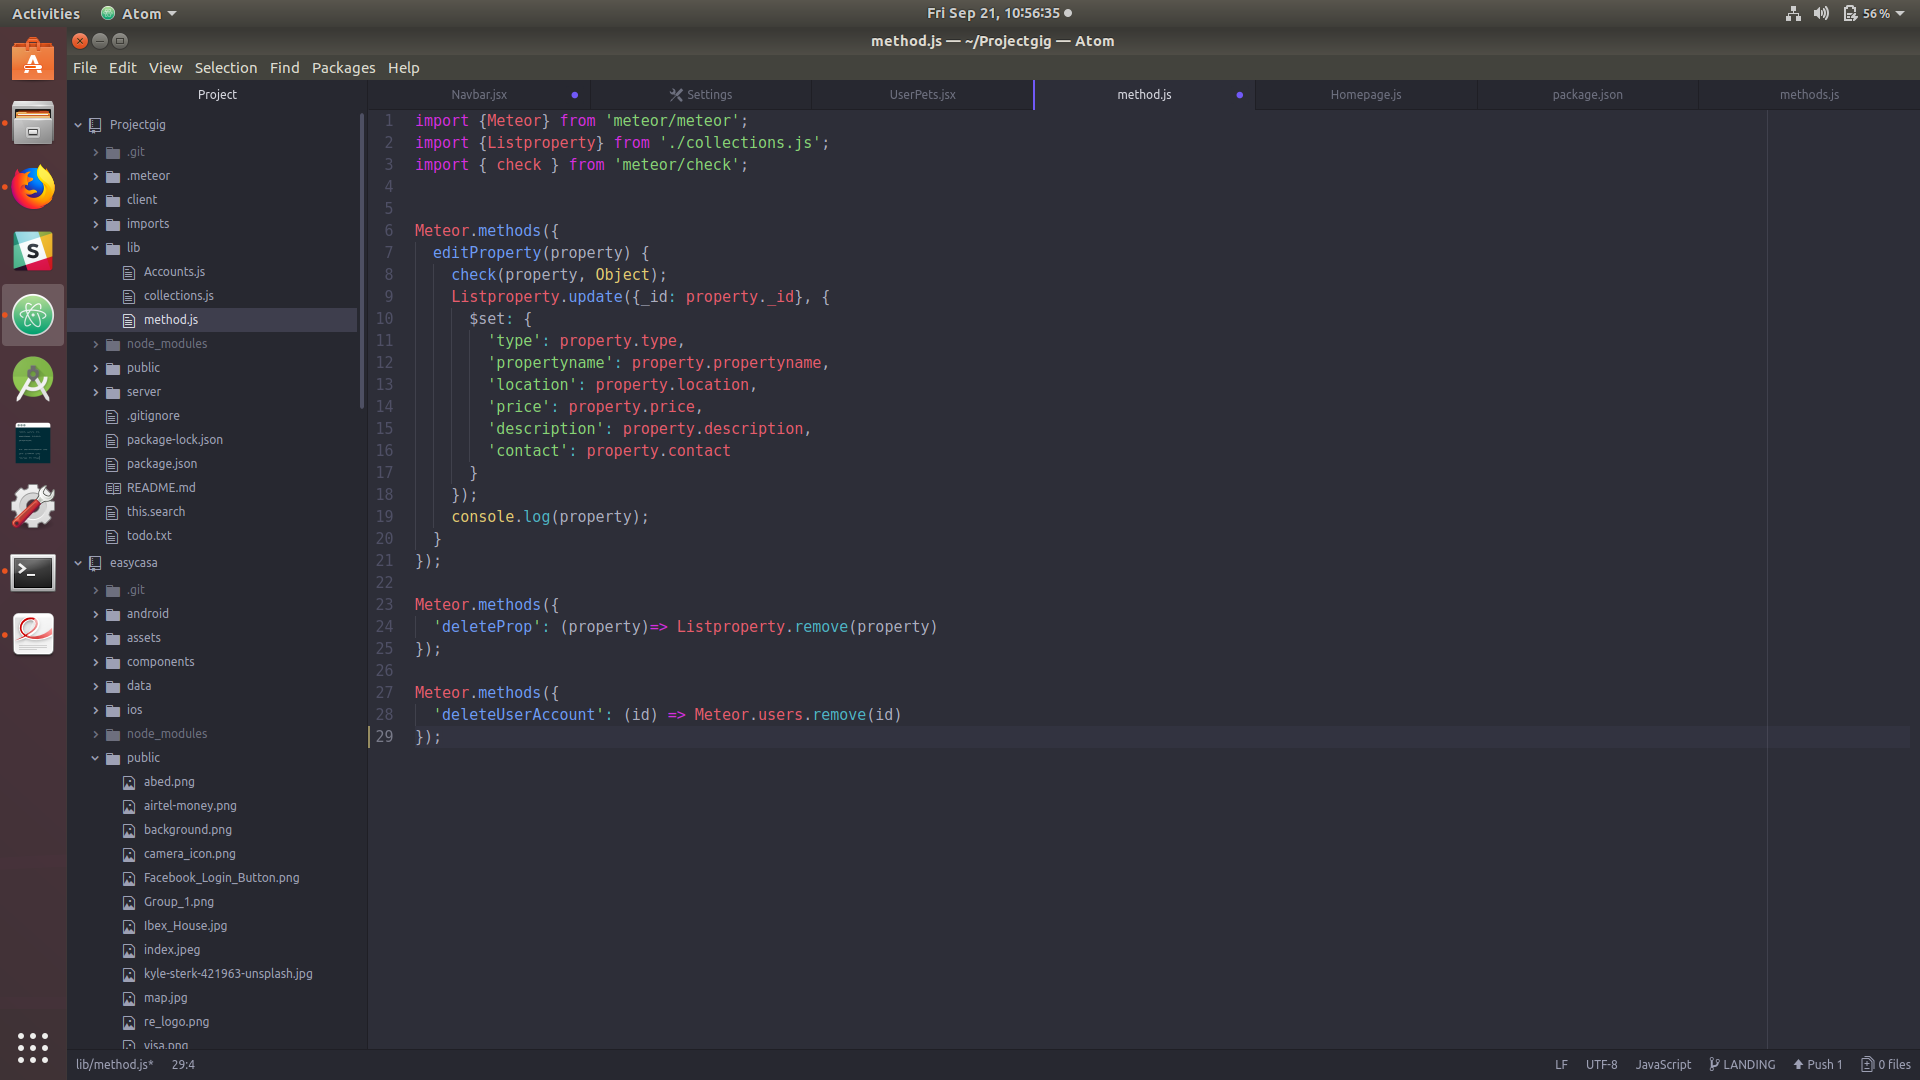 Activities Atom Fri Sep 21, 10:56:35 56 %
method.js — ~/Projectgig — Atom
File Edit View Selection Find Packages Help
Project
Navbar.jsx Settings UserPets.jsx method.js Homepage.js package.json methods.js
Projectgig
.git
.meteor
client
imports
lib
Accounts.js
collections.js
method.js
node_modules
public
server
.gitignore
package-lock.json
package.json
README.md
this.search
todo.txt
easycasa
.git
android
assets
components
data
ios
node_modules
public
abed.png
airtel-money.png
background.png
camera_icon.png
Facebook_Login_Button.png
Group_1.png
Ibex_House.jpg
index.jpeg
kyle-sterk-421963-unsplash.jpg
map.jpg
re_logo.png
visa.png
1 import {Meteor} from 'meteor/meteor';
2 import {Listproperty} from './collections.js';
3 import { check } from 'meteor/check';
4
5
6 Meteor.methods({
7 editProperty(property) {
8 check(property, Object);
9 Listproperty.update({_id: property._id}, {
10 $set: {
11 'type': property.type,
12 'propertyname': property.propertyname,
13 'location': property.location,
14 'price': property.price,
15 'description': property.description,
16 'contact': property.contact
17 }
18 });
19 console.log(property);
20 }
21 });
22
23 Meteor.methods({
24 'deleteProp': (property)=> Listproperty.remove(property)
25 });
26
27 Meteor.methods({
28 'deleteUserAccount': (id) => Meteor.users.remove(id)
29 });
lib/method.js* 29:4 LF UTF-8 JavaScript LANDING Push 1 0 files